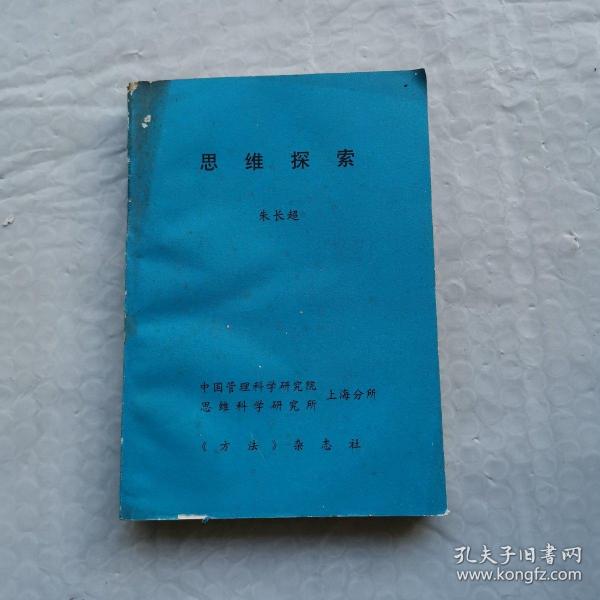 思维探索
朱长超
中国管理科学研究院
思维科学研究所 上海分所
《方法》杂志社
孔夫子旧书网
www.kongfz.com